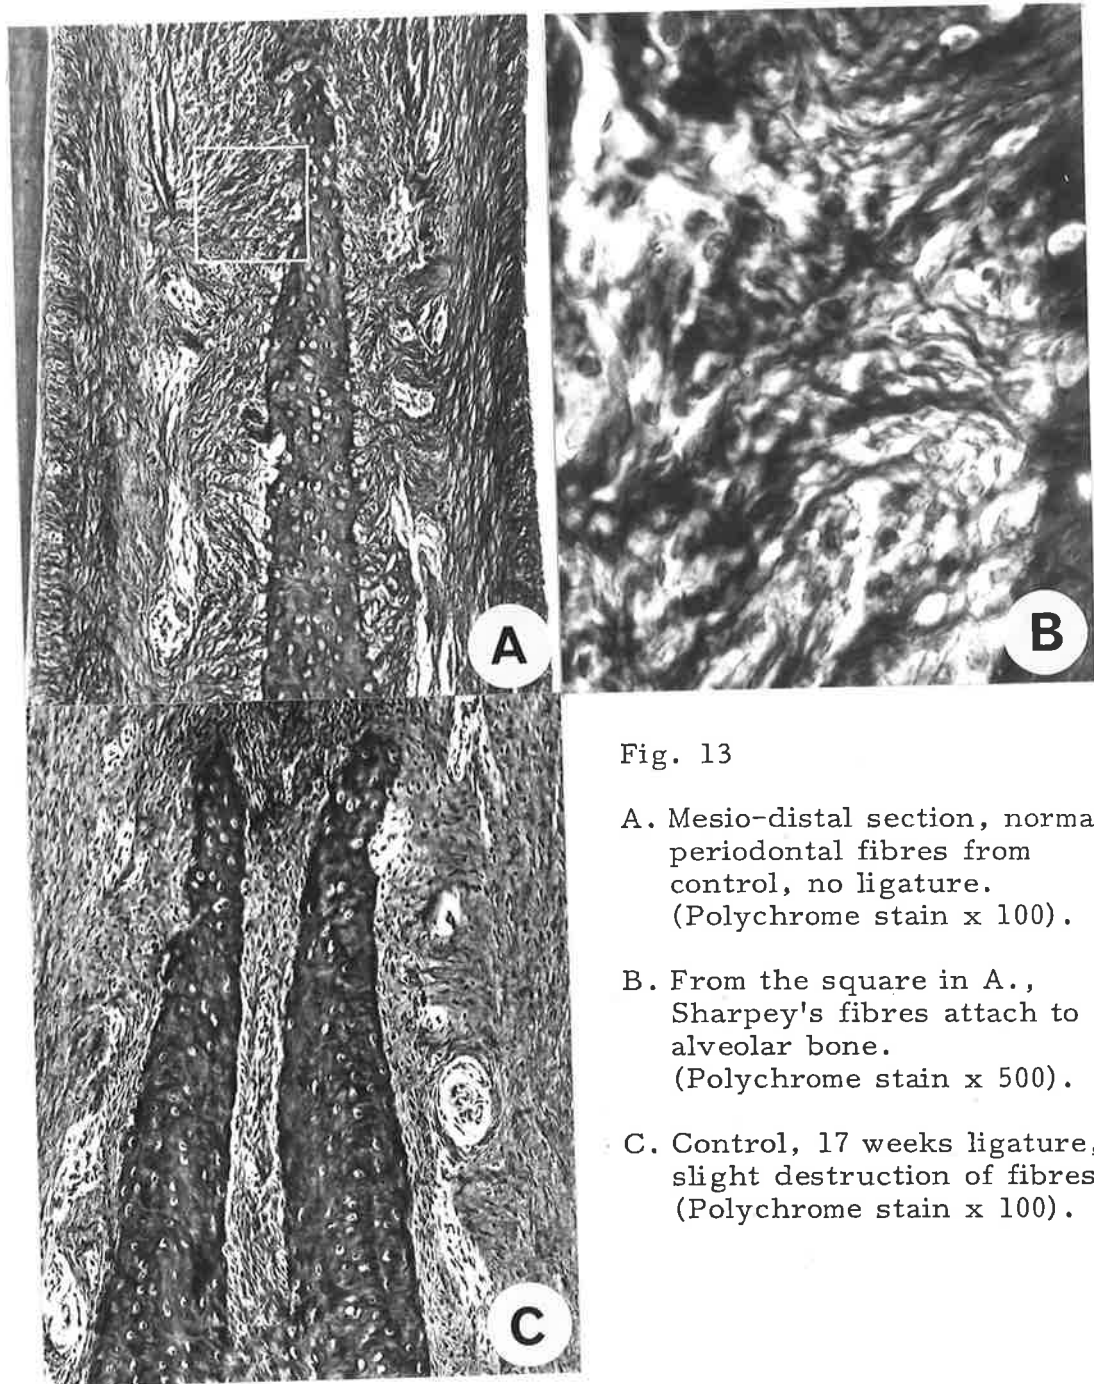 A
B
C
Fig. 13
A. Mesio-distal section, norma
periodontal fibres from
control, no ligature.
(Polychrome stain x 100).
B. From the square in A.,
Sharpey's fibres attach to
alveolar bone.
(Polychrome stain x 500).
C. Control, 17 weeks ligature,
slight destruction of fibres
(Polychrome stain x 100).